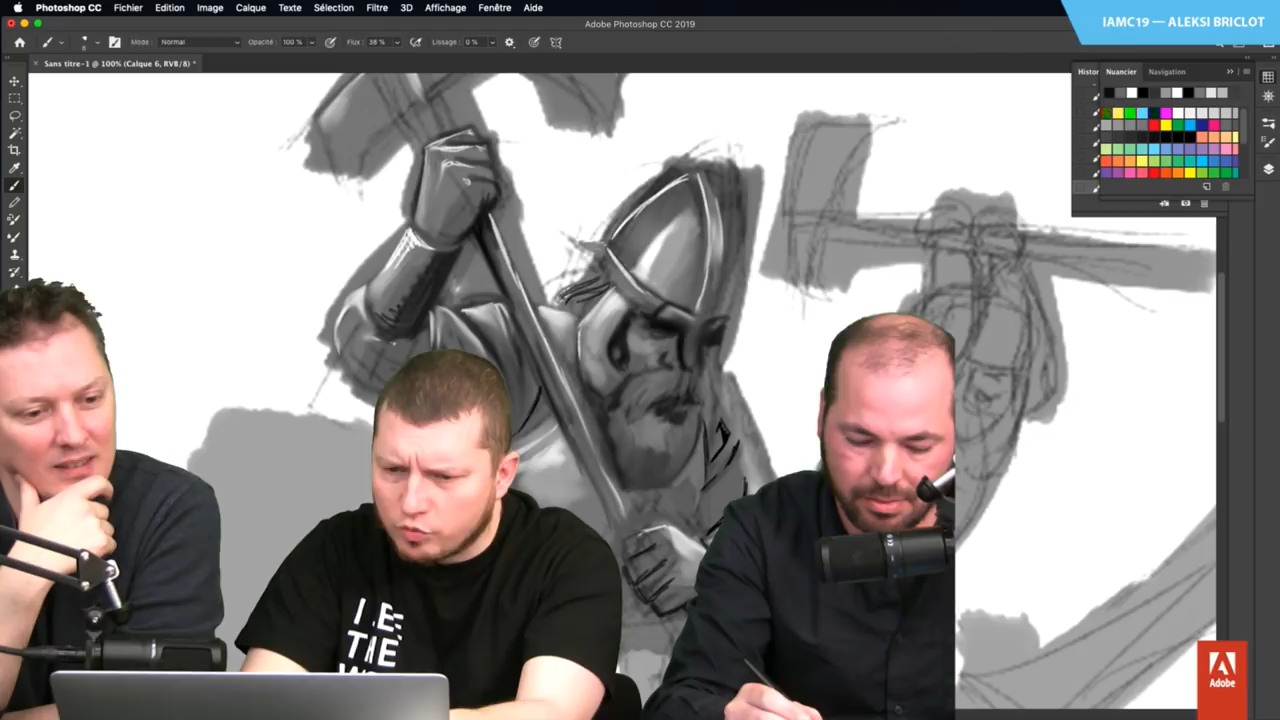 Photoshop CC Fichier Edition Image Calque Texte Sélection Filtre 3D Affichage Fenêtre Aide
Adobe Photoshop CC 2019
IAMC19 — ALEKSI BRICLOT
Mode : Normal Opacité : 100 % Flux : 38 % Lissage : 0 %
Sans titre-1 @ 100% (Calque 6, RVB/8) *
Histor Nuancier Navigation
THE
Adobe